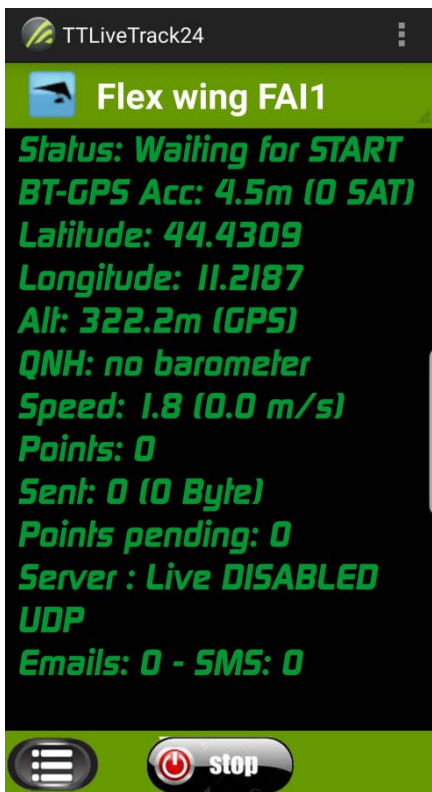 TTLiveTrack24
Flex wing FAI1
Status: Waiting for START
BT-GPS Acc: 4.5m (0 SAT)
Latitude: 44.4309
Longitude: 11.2187
Alt: 322.2m (GPS)
QNH: no barometer
Speed: 1.8 (0.0 m/s)
Points: 0
Sent: 0 (0 Byte)
Points pending: 0
Server : Live DISABLED
UDP
Emails: 0 - SMS: 0
stop